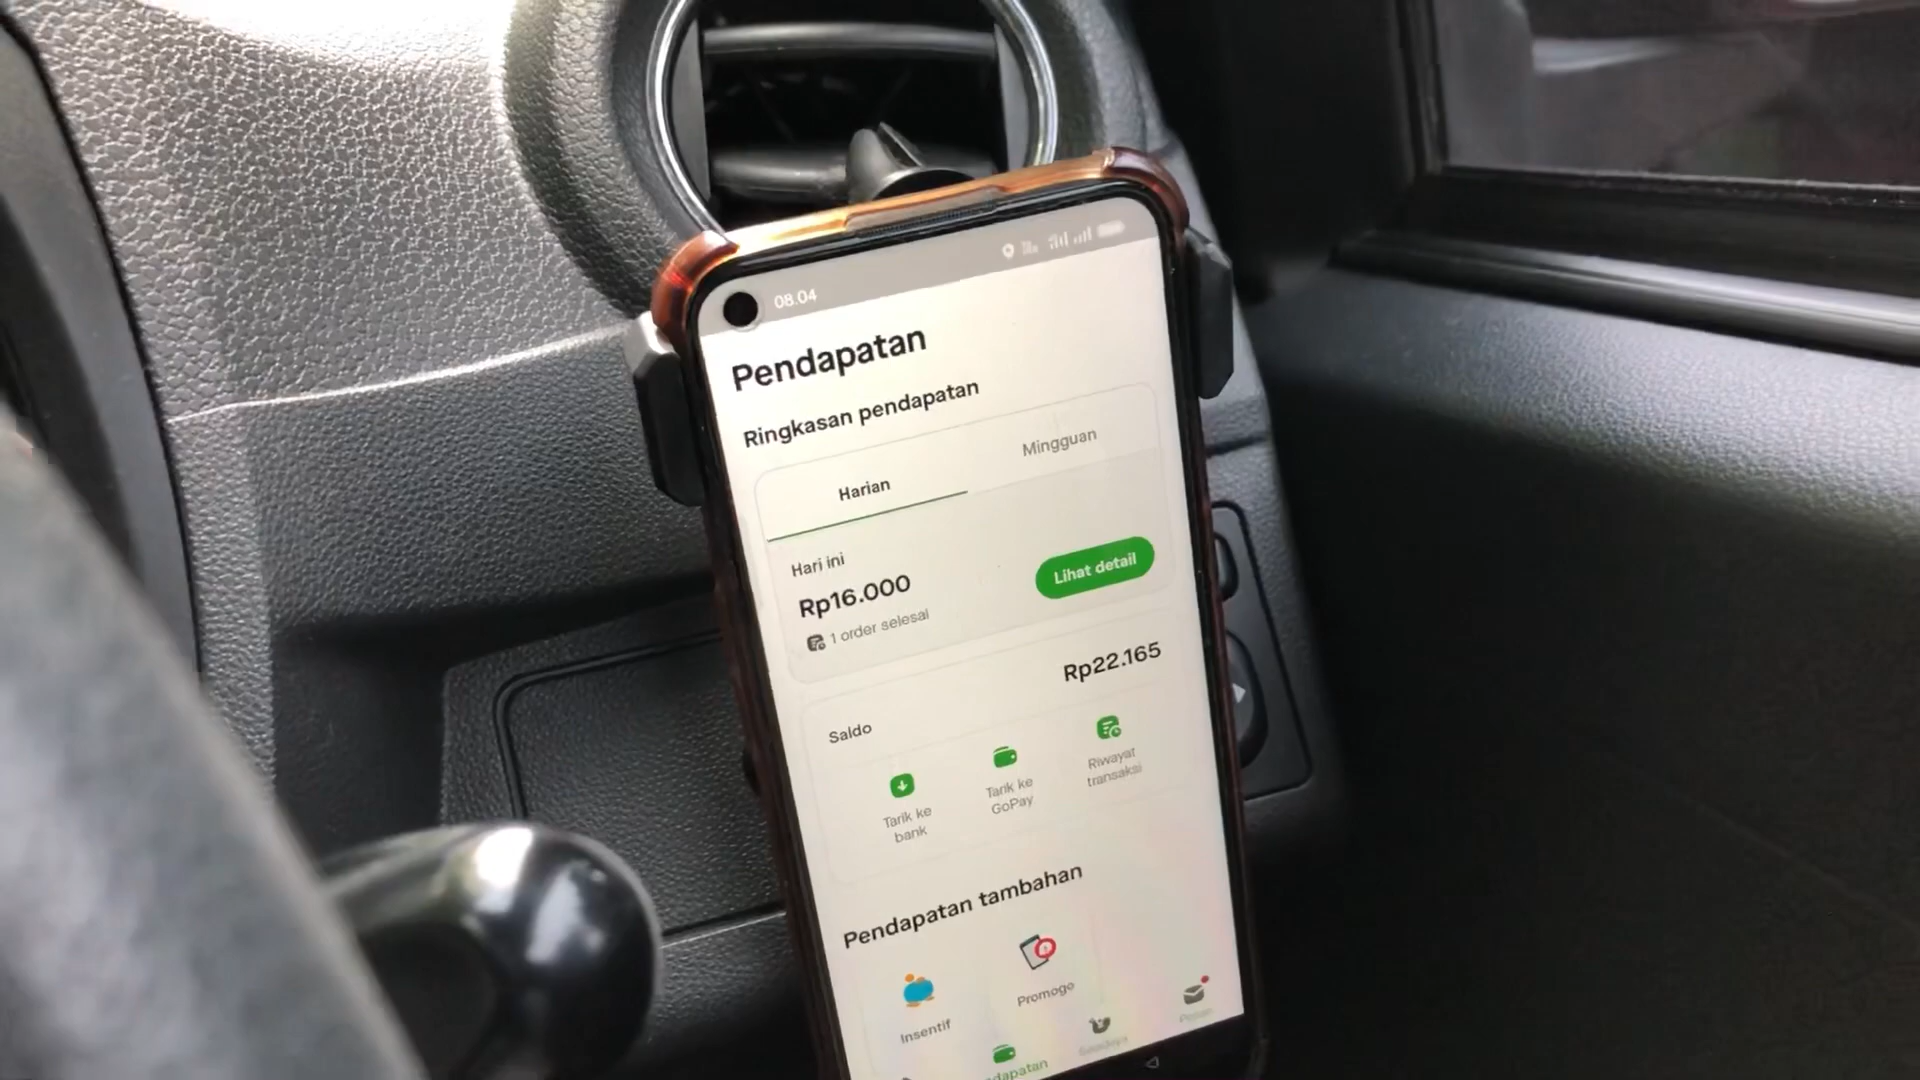 08.04
Pendapatan
Ringkasan pendapatan
Harian
Mingguan
Hari ini
Rp16.000
Lihat detail
1 order selesai
Saldo
Rp22.165
Tarik ke
bank
Tarik ke
GoPay
Riwayat
transaksi
Pendapatan tambahan
Insentif
Promogo